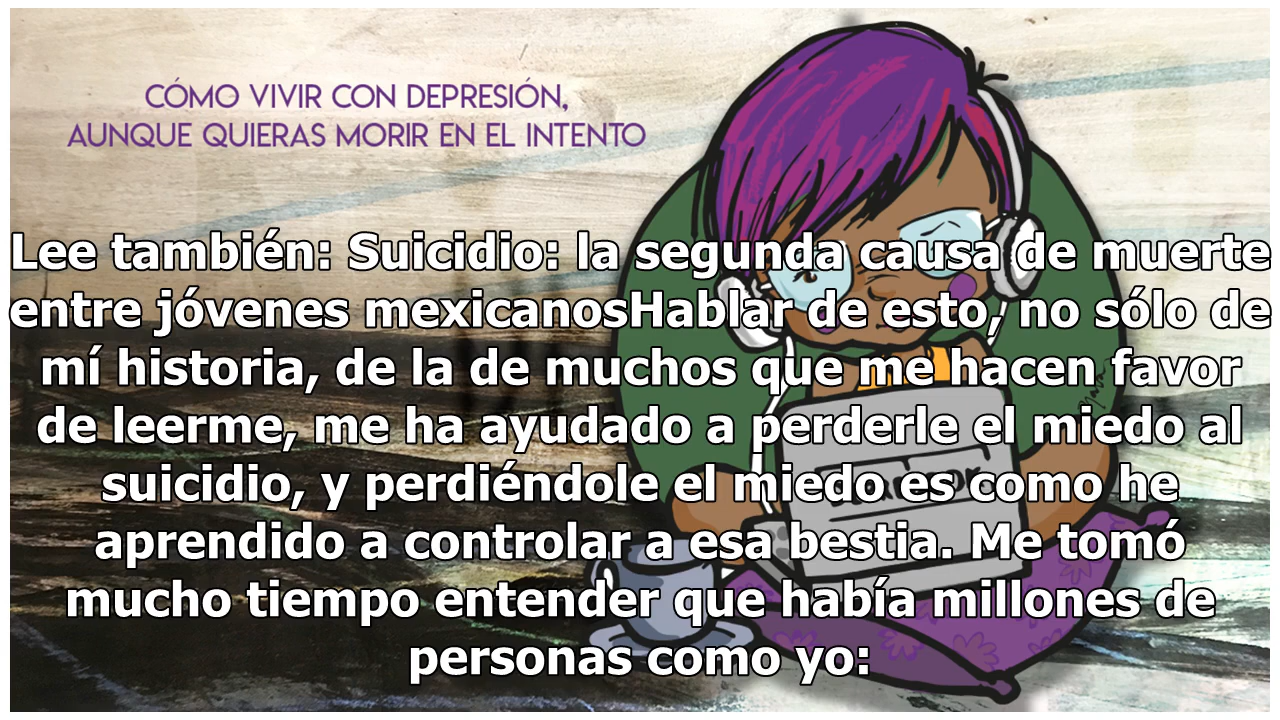 CÓMO VIVIR CON DEPRESIÓN,
AUNQUE QUIERAS MORIR EN EL INTENTO
Lee también: Suicidio: la segunda causa de muerte
entre jóvenes mexicanosHablar de esto, no sólo de
mí historia, de la de muchos que me hacen favor
de leerme, me ha ayudado a perderle el miedo al
suicidio, y perdiéndole el miedo es como he
aprendido a controlar a esa bestia. Me tomó
mucho tiempo entender que había millones de
personas como yo: